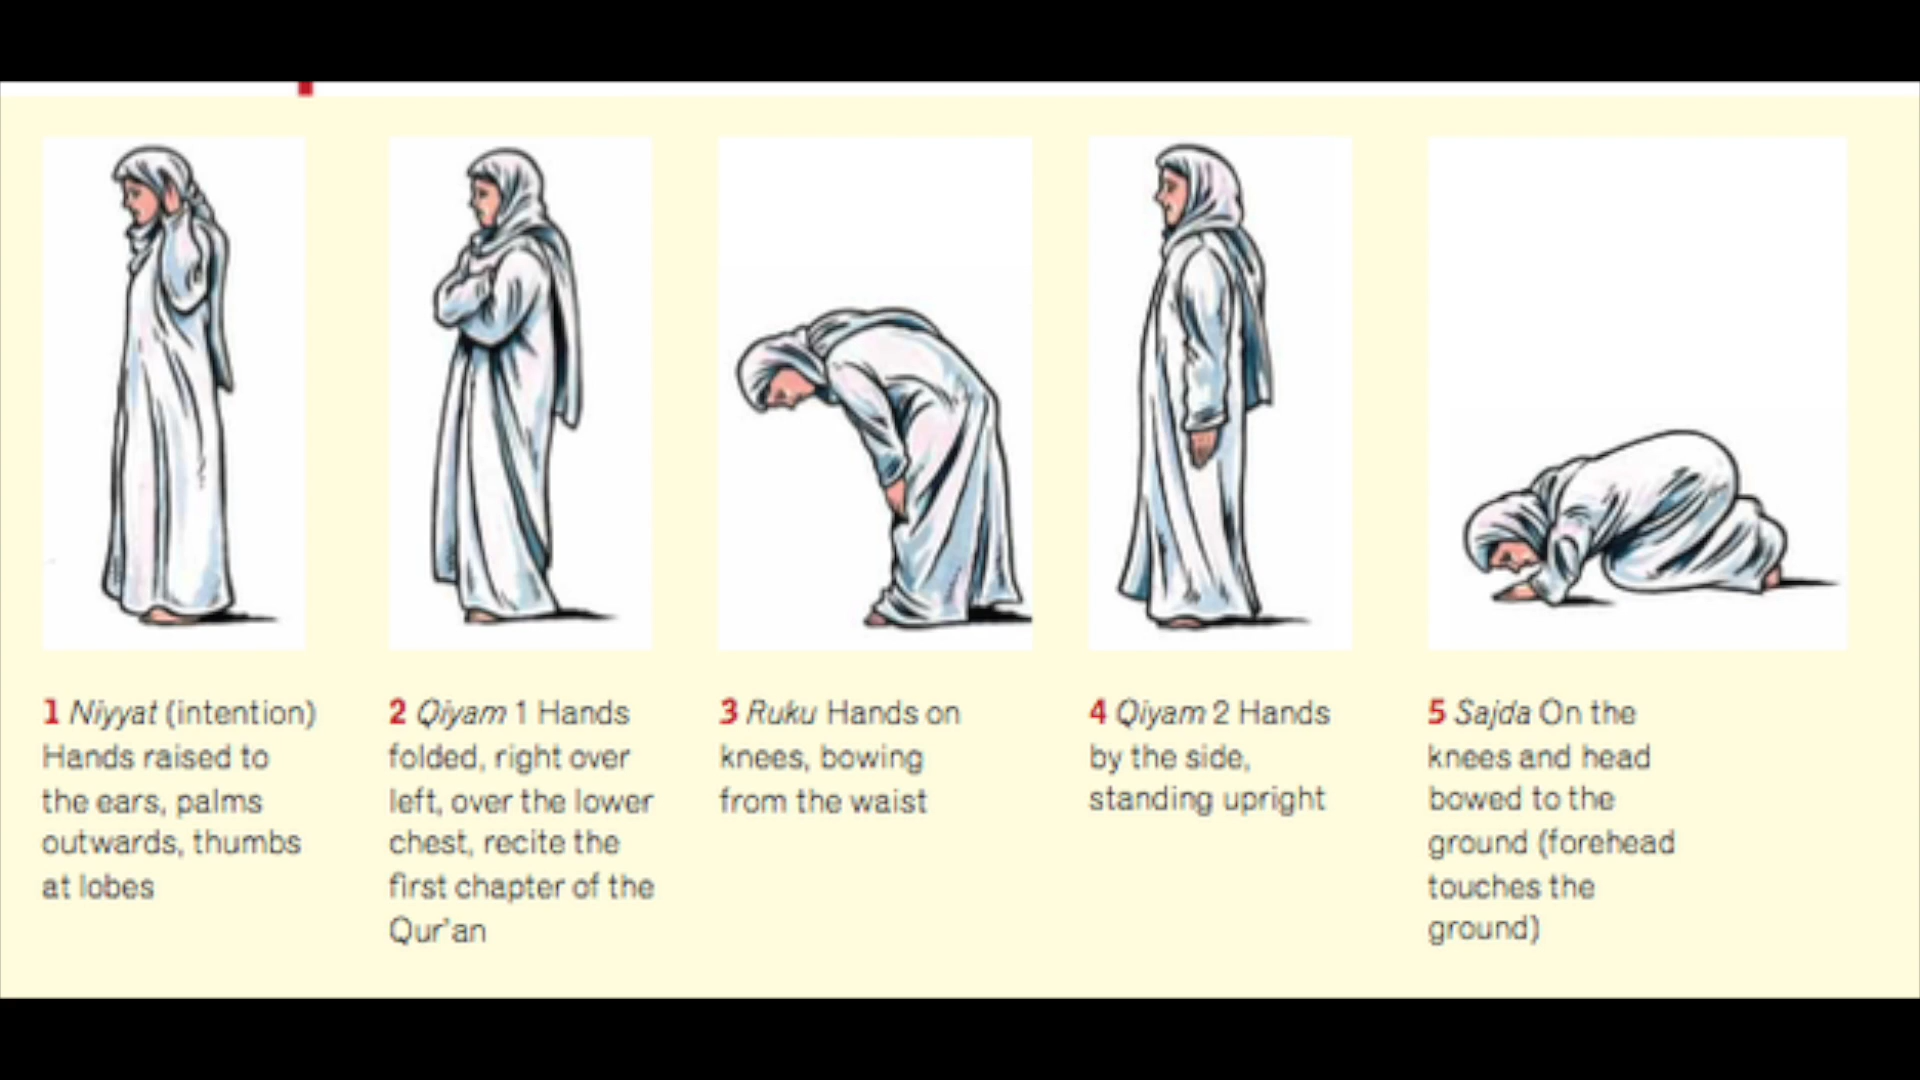 1 Niyyat (intention)
Hands raised to
the ears, palms
outwards, thumbs
at lobes
2 Qiyam 1 Hands
folded, right over
left, over the lower
chest, recite the
first chapter of the
Qur'an
3 Ruku Hands on
knees, bowing
from the waist
4 Qiyam 2 Hands
by the side,
standing upright
5 Sajda On the
knees and head
bowed to the
ground (forehead
touches the
ground)